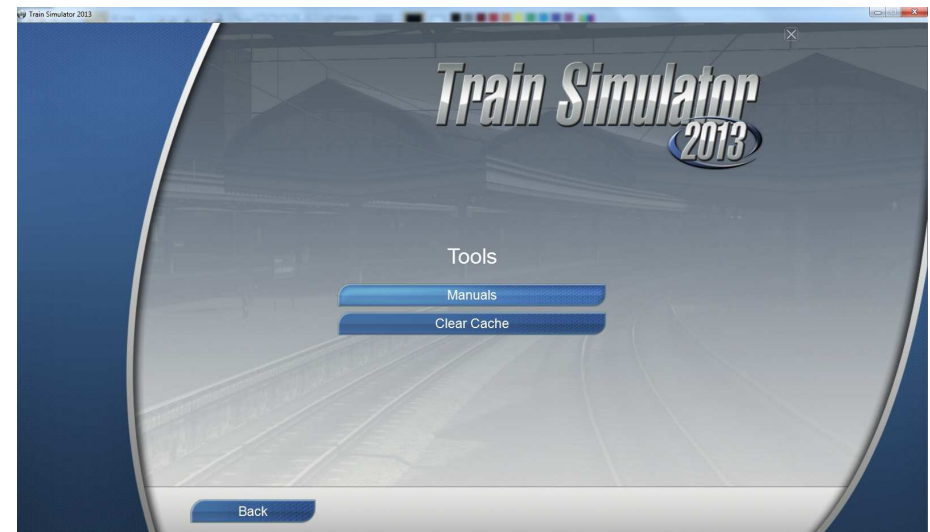 Train Simulator 2013
Train Simulator
2013
Tools
Manuals
Clear Cache
Back